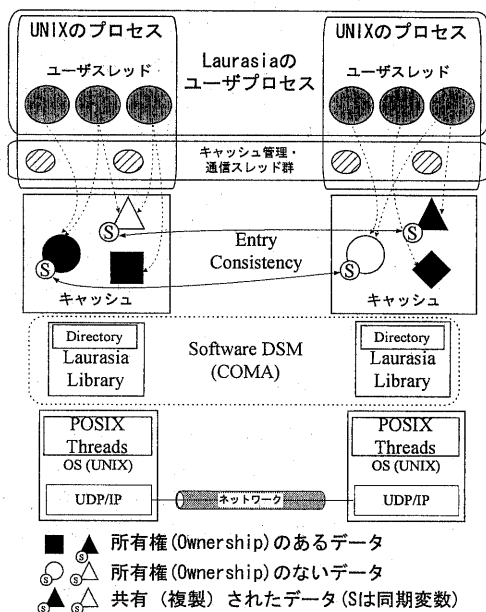 UNIXのプロセス
UNIXのプロセス
Laurasiaの
ユーザプロセス
ユーザスレッド
ユーザスレッド
キャッシュ管理・
通信スレッド群
S
S
S
S
Entry
Consistency
キャッシュ
キャッシュ
Directory
Laurasia
Library
Software DSM
(COMA)
Directory
Laurasia
Library
POSIX
Threads
OS (UNIX)
UDP/IP
ネットワーク
POSIX
Threads
OS (UNIX)
UDP/IP
S 所有権(Ownership)のあるデータ
S S 所有権(Ownership)のないデータ
S S 共有（複製）されたデータ(Sは同期変数)